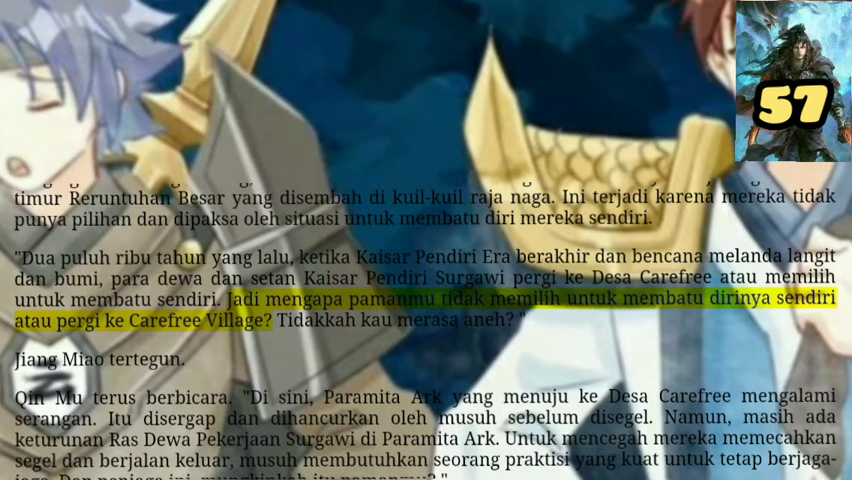 57
timur Reruntuhan Besar yang disembah di kuil-kuil raja naga. Ini terjadi karena mereka tidak
punya pilihan dan dipaksa oleh situasi untuk membantu diri mereka sendiri.
"Dua puluh ribu tahun yang lalu, ketika Kaisar Pendiri Era berakhir dan bencana melanda langit
dan bumi, para dewa dan setan Kaisar Pendiri Surgawi pergi ke Desa Carefree atau memilih
untuk membatu sendiri. Jadi mengapa pamanmu tidak memilih untuk membatu dirinya sendiri
atau pergi ke Carefree Village? Tidakkah kau merasa aneh? "
Jiang Miao tertegun.
Qin Mu terus berbicara. "Di sini, Paramita Ark yang menuju ke Desa Carefree mengalami
serangan. Itu disergap dan dihancurkan oleh musuh sebelum disegel. Namun, masih ada
keturunan Ras Dewa Pekerjaan Surgawi di Paramita Ark. Untuk mencegah mereka memecahkan
segel dan berjalan keluar, musuh membutuhkan seorang praktisi yang kuat untuk tetap berjaga-